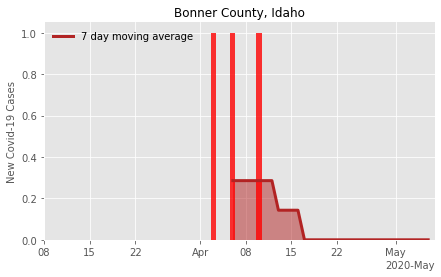 Bonner County, Idaho
7 day moving average
New Covid-19 Cases
1.0
0.8
0.6
0.4
0.2
0.0
08 15 22 Apr 08 15 22 May
2020-May